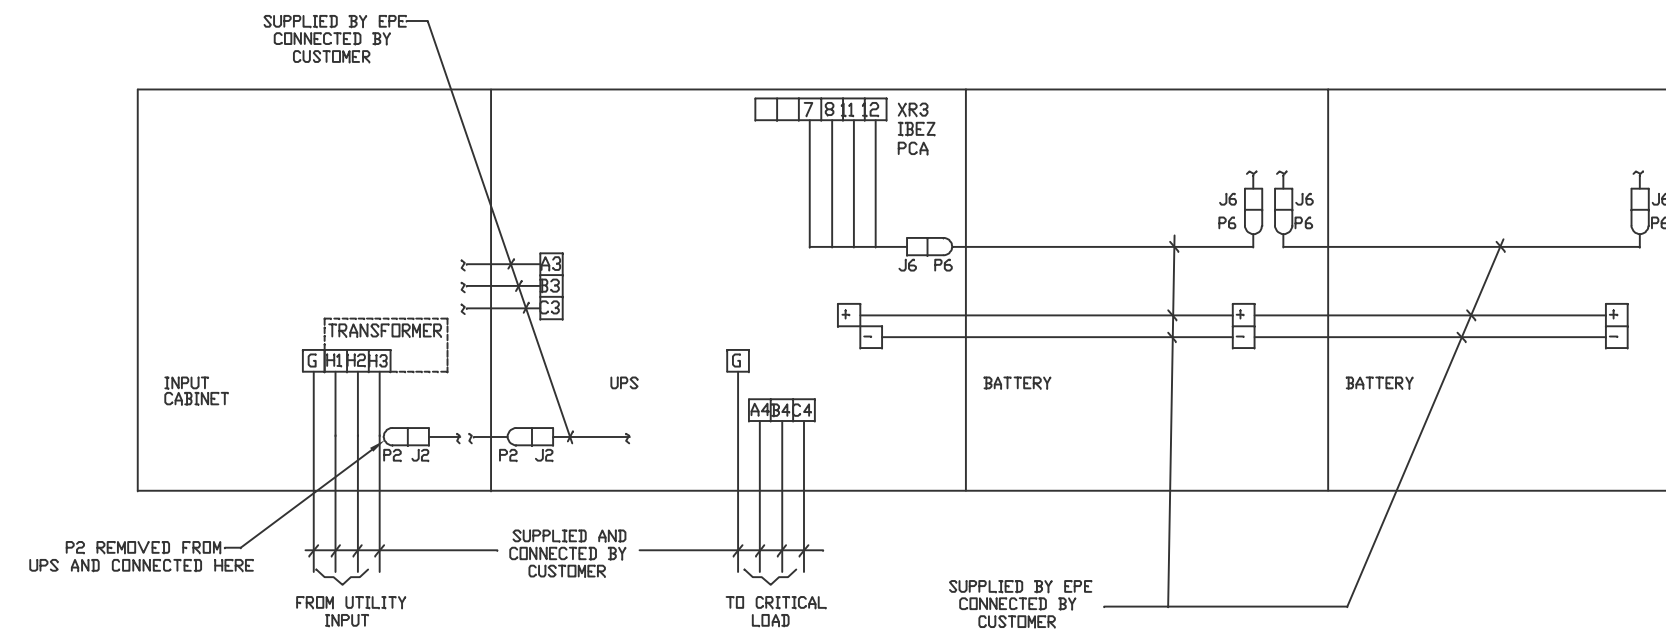 SUPPLIED BY EPE
CONNECTED BY
CUSTOMER
7 8 11 12
XR3
IBEZ
PCA
J6
P6
J6
P6
J6
P6
A3
B3
C3
J6 P6
+
-
+
-
+
-
TRANSFORMER
G H1 H2 H3
G
INPUT
CABINET
UPS
BATTERY
BATTERY
A4 B4 C4
P2 J2
P2 J2
P2 REMOVED FROM
UPS AND CONNECTED HERE
SUPPLIED AND
CONNECTED BY
CUSTOMER
FROM UTILITY
INPUT
TO CRITICAL
LOAD
SUPPLIED BY EPE
CONNECTED BY
CUSTOMER